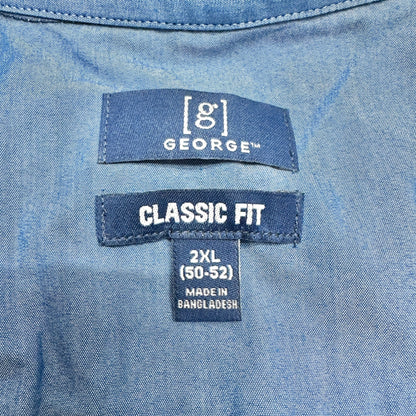 [g]
GEORGE™
CLASSIC FIT
2XL
(50-52)
MADE IN
BANGLADESH